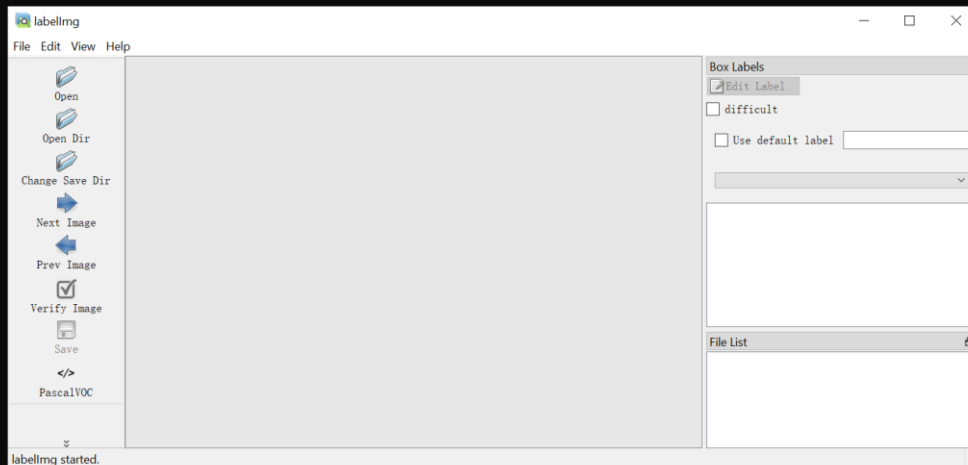 labelImg
File Edit View Help
Open
Open Dir
Change Save Dir
Next Image
Prev Image
Verify Image
Save
</>
PascalVOC
Box Labels
Edit Label
difficult
Use default label
File List
labelImg started.